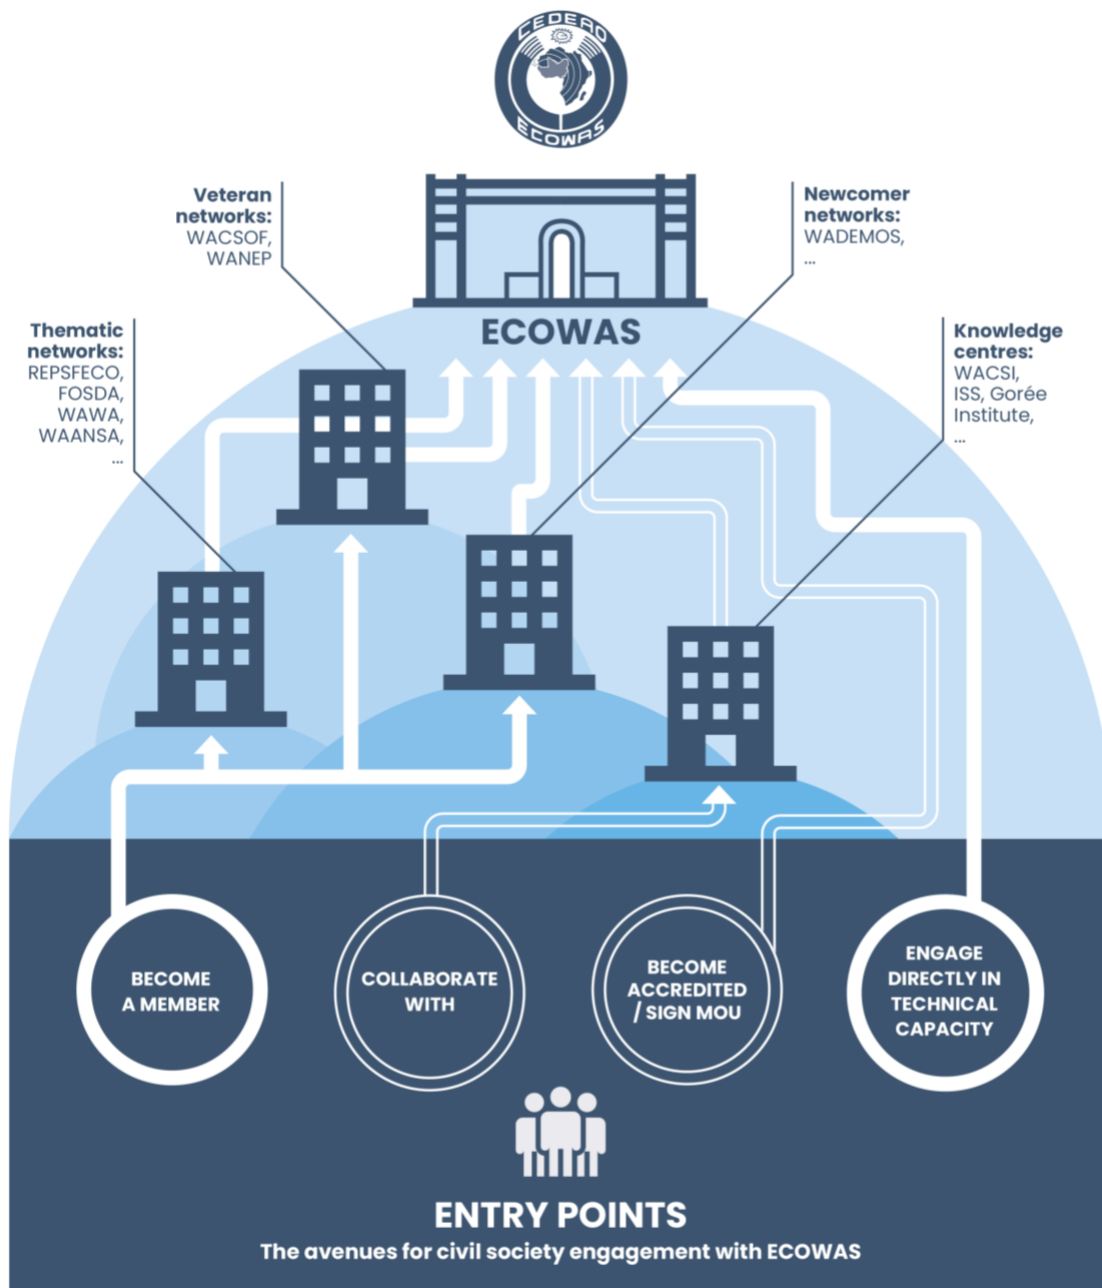 CEDEAO
ECOWAS
Veteran
networks:
WACSOF,
WANEP
Newcomer
networks:
WADEMOS,
...
ECOWAS
Thematic
networks:
REPSFECO,
FOSDA,
WAWA,
WAANSA,
...
Knowledge
centres:
WACSI,
ISS, Gorée
Institute,
...
BECOME
A MEMBER
COLLABORATE
WITH
BECOME
ACCREDITED
/ SIGN MOU
ENGAGE
DIRECTLY IN
TECHNICAL
CAPACITY
ENTRY POINTS
The avenues for civil society engagement with ECOWAS